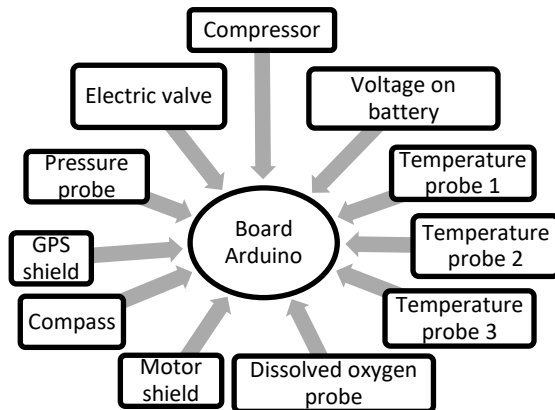 Compressor
Electric valve
Voltage on
battery
Pressure
probe
Temperature
probe 1
Board
Arduino
GPS
shield
Temperature
probe 2
Compass
Temperature
probe 3
Motor
shield
Dissolved oxygen
probe